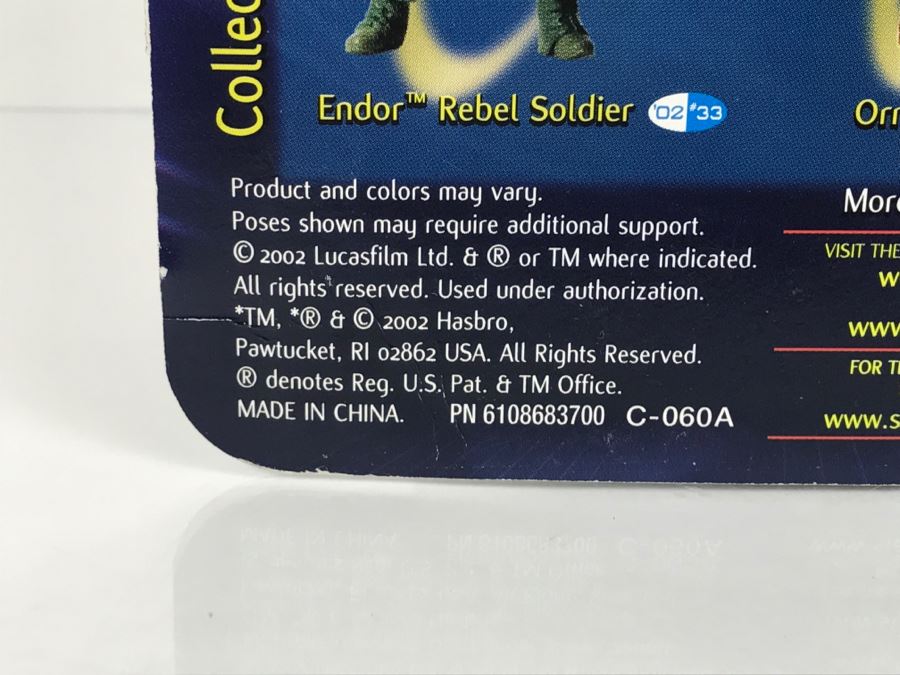 Collec
Endor™ Rebel Soldier '02 #33
Orr
Product and colors may vary.
Poses shown may require additional support.
© 2002 Lucasfilm Ltd. & ® or TM where indicated.
All rights reserved. Used under authorization.
*TM, *® & © 2002 Hasbro,
Pawtucket, RI 02862 USA. All Rights Reserved.
® denotes Reg. U.S. Pat. & TM Office.
MADE IN CHINA. PN 6108683700 C-060A
More
VISIT THE
w
www
FOR T
www.s